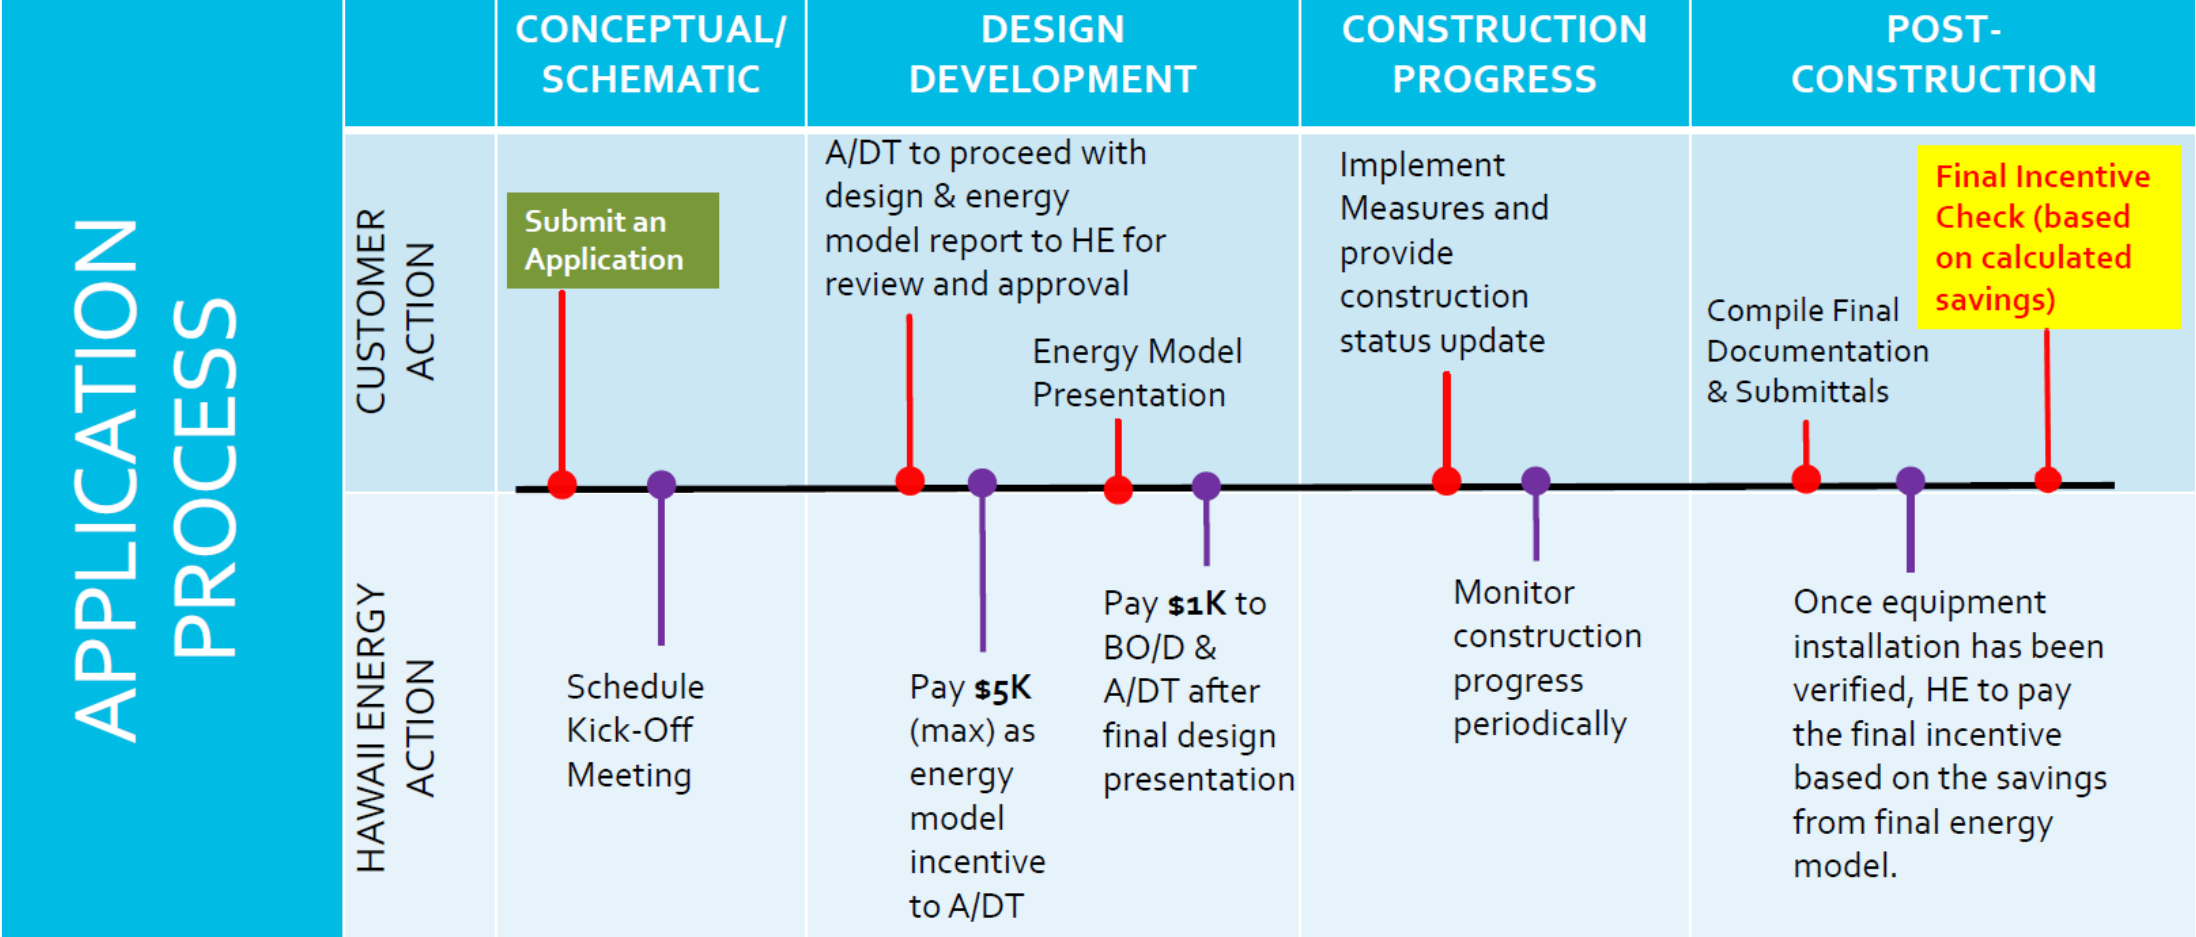 APPLICATION
PROCESS
CONCEPTUAL/
SCHEMATIC
DESIGN
DEVELOPMENT
CONSTRUCTION
PROGRESS
POST-
CONSTRUCTION
CUSTOMER
ACTION
Submit an
Application
A/DT to proceed with
design & energy
model report to HE for
review and approval
Energy Model
Presentation
Implement
Measures and
provide
construction
status update
Compile Final
Documentation
& Submittals
Final Incentive
Check (based
on calculated
savings)
HAWAII ENERGY
ACTION
Schedule
Kick-Off
Meeting
Pay $5K
(max) as
energy
model
incentive
to A/DT
Pay $1K to
BO/D &
A/DT after
final design
presentation
Monitor
construction
progress
periodically
Once equipment
installation has been
verified, HE to pay
the final incentive
based on the savings
from final energy
model.